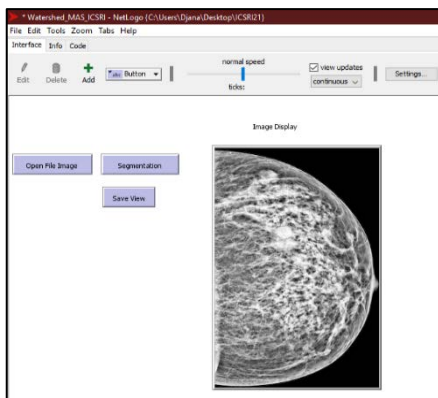 * Watershed_MAS_ICSRI - NetLogo {C:\Users\Djana\Desktop\ICSRI21}
File Edit Tools Zoom Tabs Help
Interface Info Code
normal speed
Edit Delete Add Abc Button view updates
continuous Settings...
ticks:
Image Display
Open File Image Segmentation
Save View